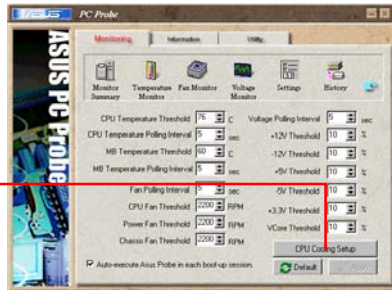 ASUS PC Probe
Monitoring Information Utility
ASUS PC Probe
Monitor Summary
Temperature Monitor
Fan Monitor
Voltage Monitor
Settings
History
CPU Temperature Threshold 76 C
CPU Temperature Polling Interval 5 sec
MB Temperature Threshold 60 C
MB Temperature Polling Interval 5 sec
Fan Polling Interval 5 sec
CPU Fan Threshold 2200 RPM
Power Fan Threshold 2200 RPM
Chassis Fan Threshold 2200 RPM
Voltage Polling Interval 5 sec
+12V Threshold 10 %
-12V Threshold 10 %
+5V Threshold 10 %
-5V Threshold 10 %
+3.3V Threshold 10 %
VCore Threshold 10 %
CPU Cooling Setup
Auto-execute Asus Probe in each boot-up session
Default Apply